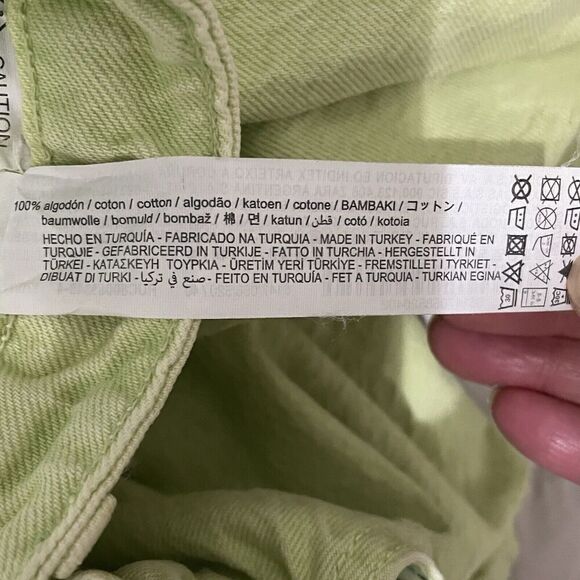 CAUTION
100% algodón / coton / cotton / algodão / katoen / cotone / BAMBAKI / コットン /
baumwolle / bomuld / bombaž / 棉 / 면 / katun / قطن / cotó / kotoia
HECHO EN TURQUÍA - FABRICADO NA TURQUIA - MADE IN TURKEY - FABRIQUÉ EN
TURQUIE - GEFABRICEERD IN TURKIJE - FATTO IN TURCHIA - HERGESTELLT IN
TÜRKEI - ΚΑΤΑΣΚΕΥΗ ΤΟΥΡΚΙΑ - ÜRETİM YERİ TÜRKİYE - FREMSTILLET I TYRKIET -
DIBUAT DI TURKI - صنع في تركيا - FEITO EN TURQUÍA - FET A TURQUIA - TURKIAN EGINA